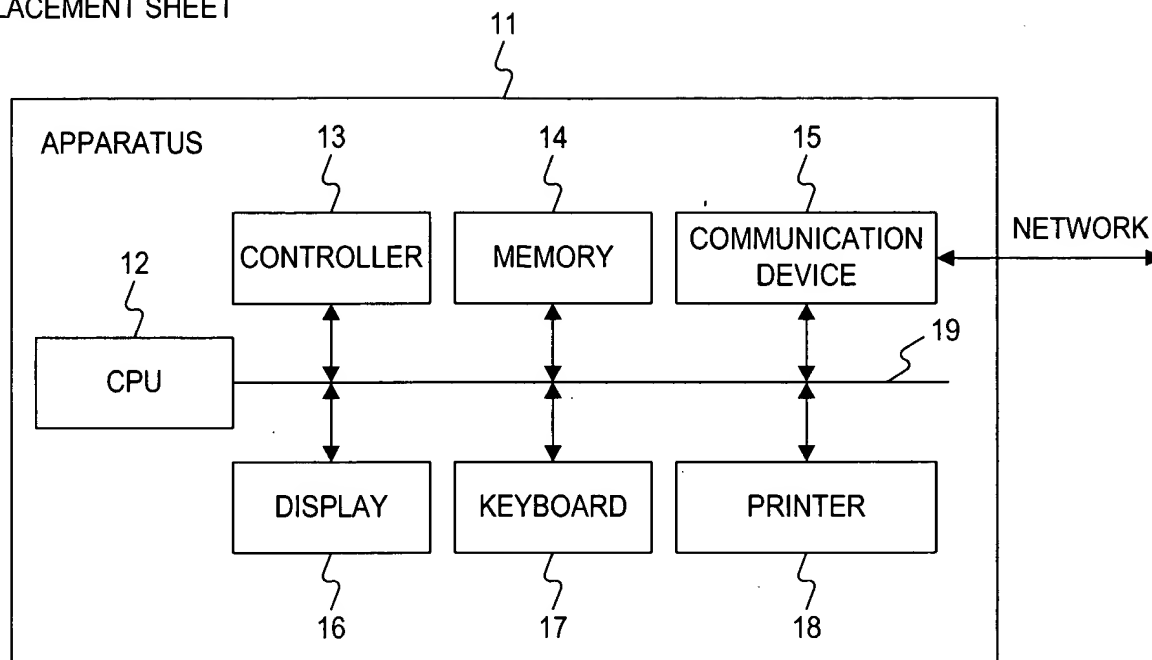 LACEMENT SHEET
11
APPARATUS
13
14
15
CONTROLLER
MEMORY
COMMUNICATION
DEVICE
NETWORK
12
CPU
19
DISPLAY
KEYBOARD
PRINTER
16
17
18